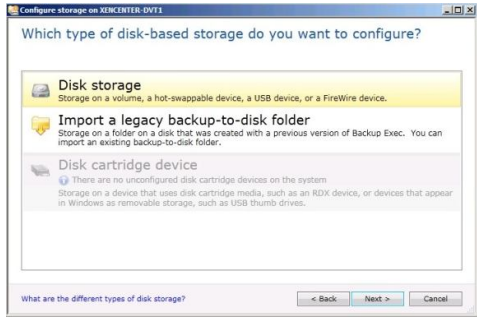 Configure storage on XENCENTER-DVT1
Which type of disk-based storage do you want to configure?
Disk storage
Storage on a volume, a hot-swappable device, a USB device, or a FireWire device.
Import a legacy backup-to-disk folder
Storage on a folder on a disk that was created with a previous version of Backup Exec. You can
import an existing backup-to-disk folder.
Disk cartridge device
There are no unconfigured disk cartridge devices on the system
Storage on a device that uses disk cartridge media, such as an RDX device, or devices that appear
in Windows as removable storage, such as USB thumb drives.
What are the different types of disk storage?
< Back
Next >
Cancel